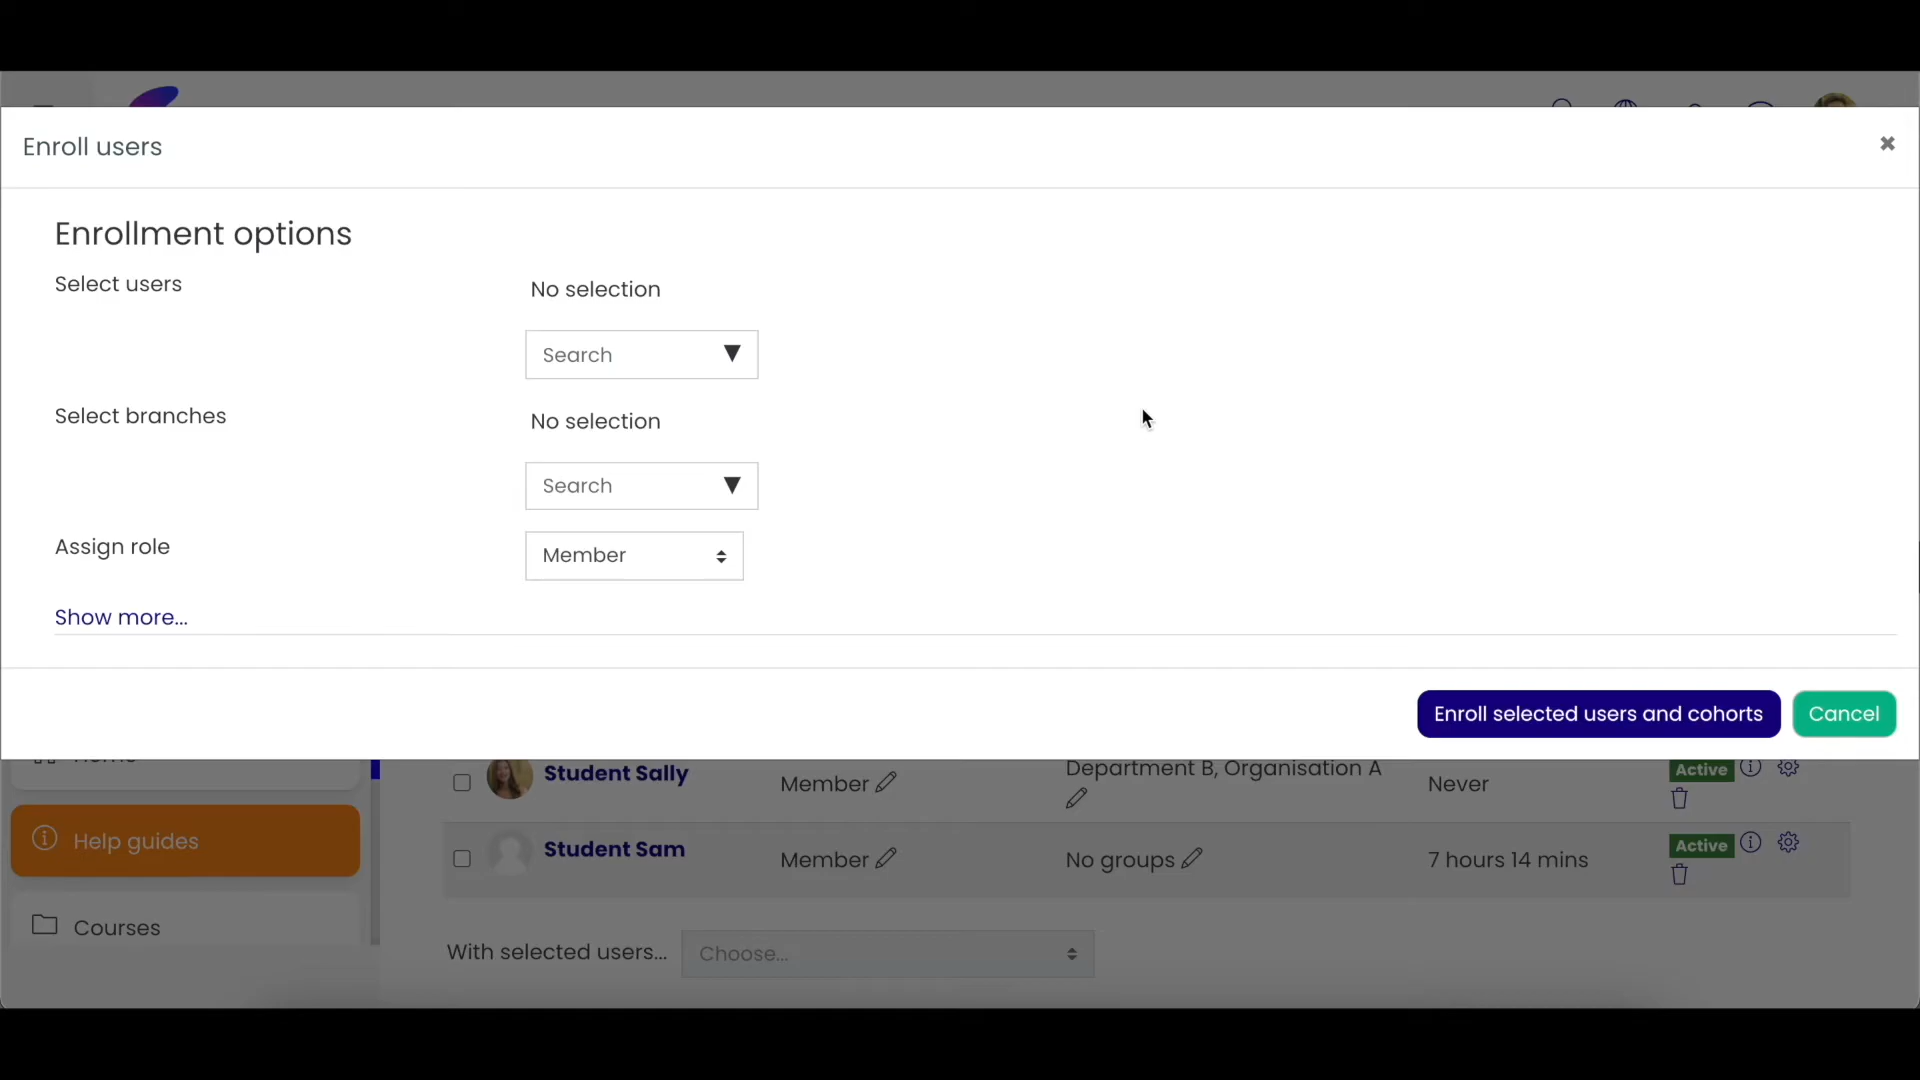 Enroll users
Enrollment options
Select users
No selection
Search
Select branches
No selection
Search
Assign role
Member
Show more...
Enroll selected users and cohorts
Cancel
Student Sally
Member
Department B, Organisation A
Never
Active
Help guides
Student Sam
Member
No groups
7 hours 14 mins
Active
Courses
With selected users...
Choose...